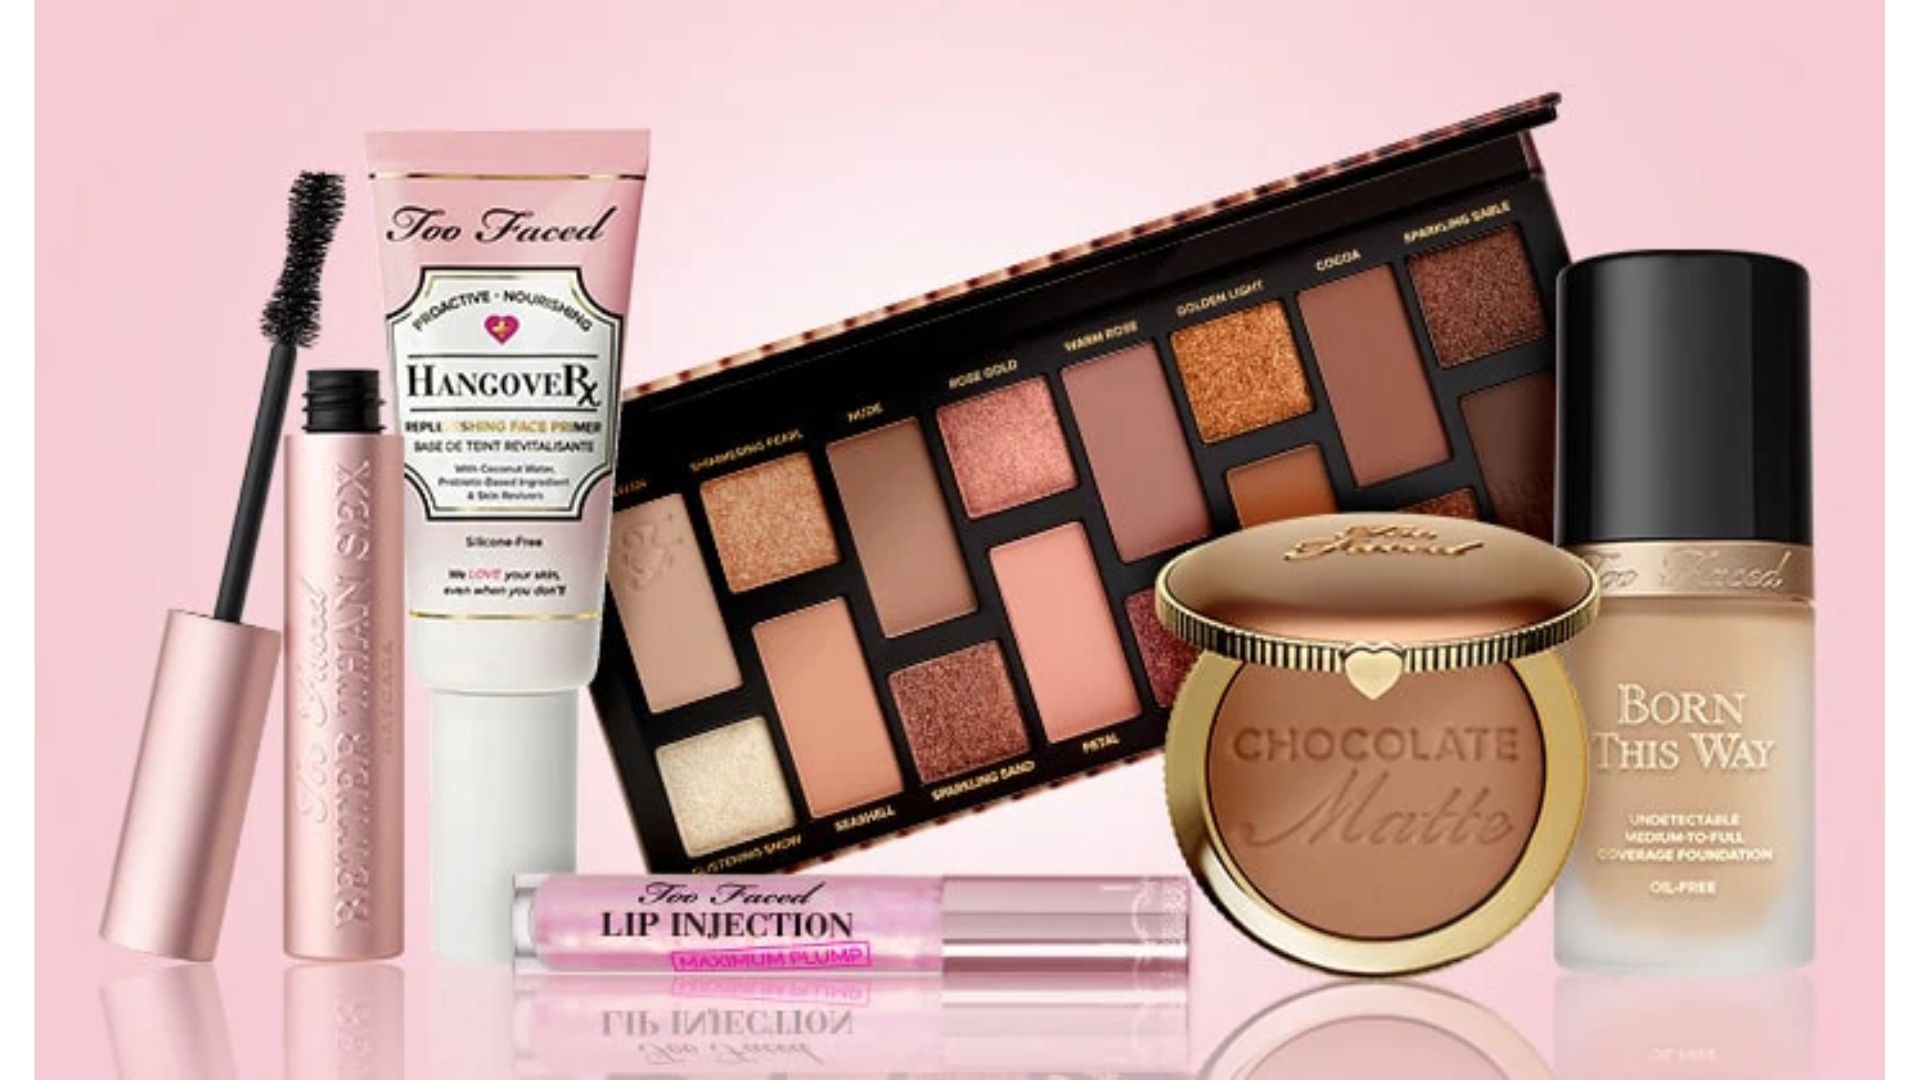 Too Faced
BETTER THAN SEX
MASCARA
Too Faced
PROACTIVE · NOURISHING
HANGOVERx
REPLENISHING FACE PRIMER
BASE DE TEINT REVITALISANTE
With Coconut Water,
Probiotic-Based Ingredient
& Skin Revivers
Silicone-Free
We LOVE your skin,
even when you don't!
SHIMMERING PEARL
NUDE
ROSE GOLD
WARM ROSE
GOLDEN LIGHT
COCOA
SPARKLING SABLE
GLISTENING SNOW
SEASHELL
SPARKLING SAND
PETAL
Too Faced
LIP INJECTION
MAXIMUM PLUMP
Too Faced
CHOCOLATE
Matte
Too Faced
BORN
THIS WAY
UNDETECTABLE
MEDIUM-TO-FULL
COVERAGE FOUNDATION
OIL-FREE